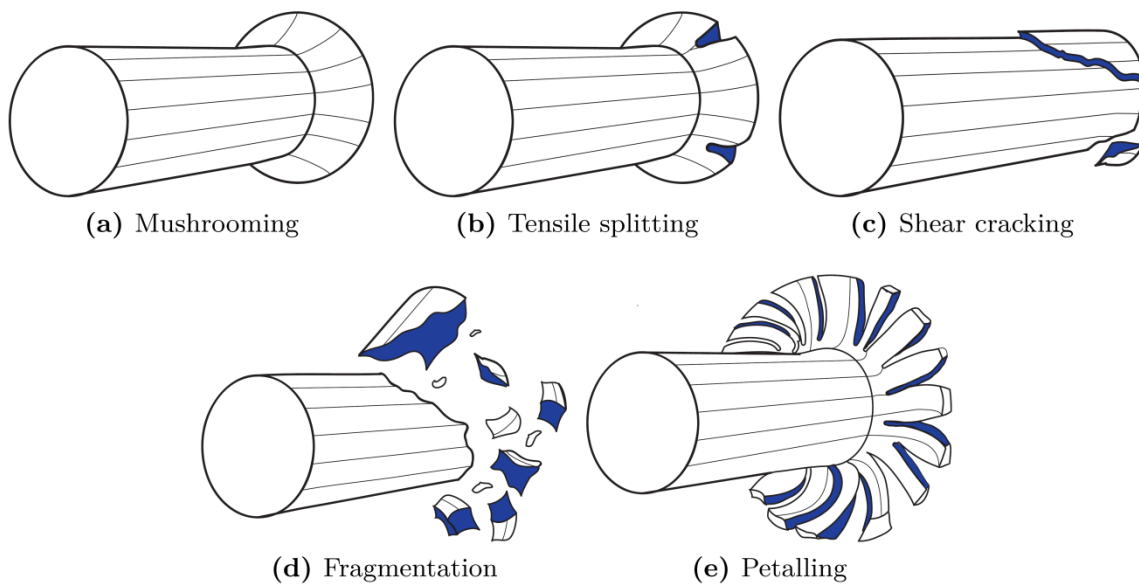 (a) Mushrooming
(b) Tensile splitting
(c) Shear cracking
(d) Fragmentation
(e) Petalling